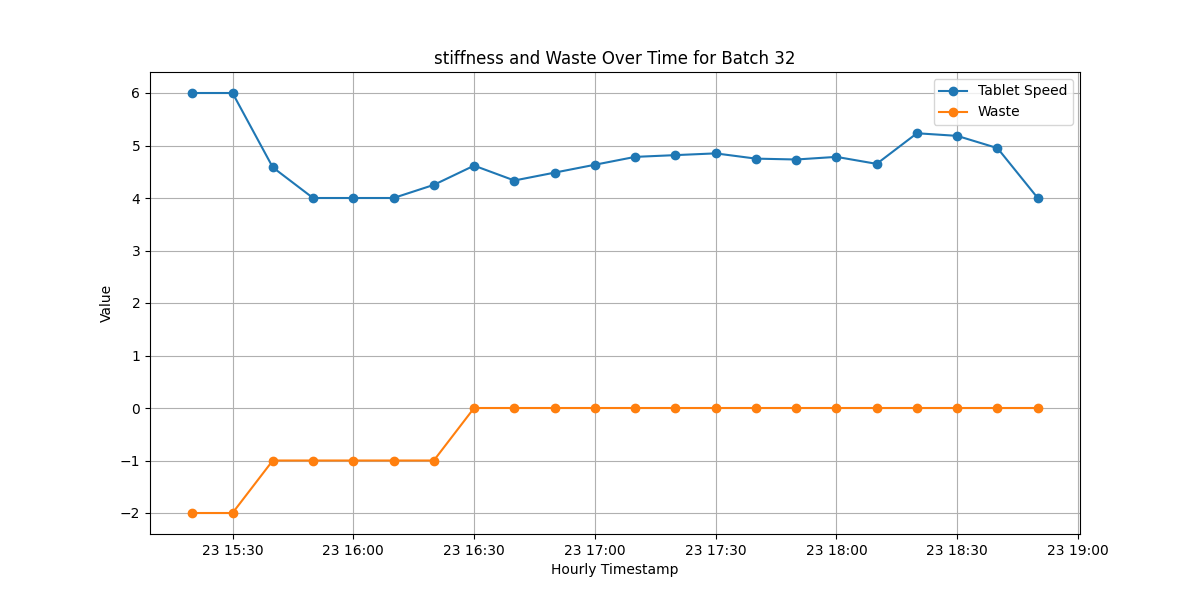 stiffness and Waste Over Time for Batch 32
Tablet Speed
Waste
6
5
4
3
2
1
0
−1
−2
Value
23 15:30 23 16:00 23 16:30 23 17:00 23 17:30 23 18:00 23 18:30 23 19:00
Hourly Timestamp